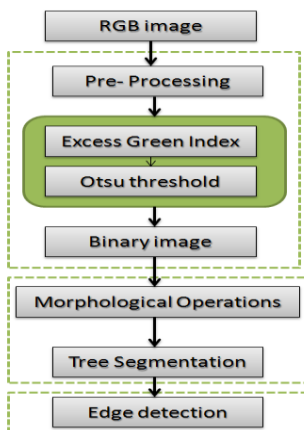 RGB image
Pre- Processing
Excess Green Index
Otsu threshold
Binary image
Morphological Operations
Tree Segmentation
Edge detection